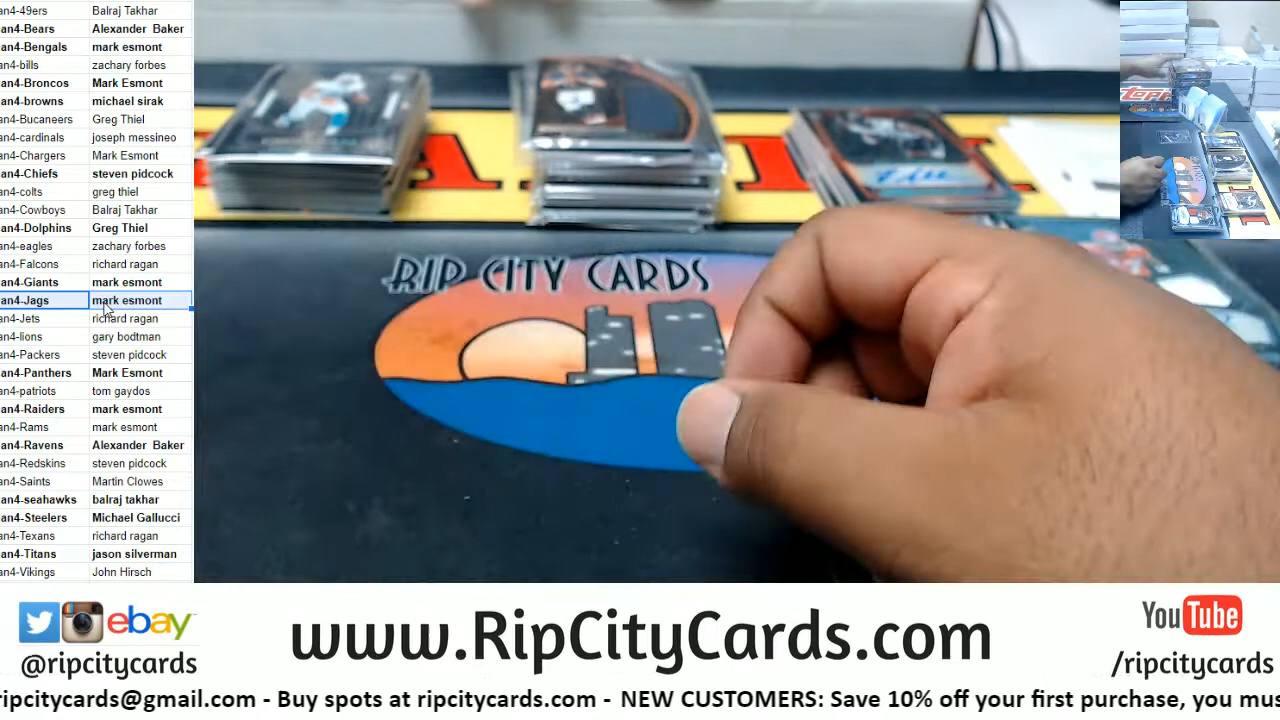 an4-49ers Balraj Takhar
an4-Bears Alexander Baker
an4-Bengals mark esmont
an4-bills zachary forbes
an4-Broncos Mark Esmont
an4-browns michael sirak
an4-Bucaneers Greg Thiel
an4-cardinals joseph messineo
an4-Chargers Mark Esmont
an4-Chiefs steven pidcock
an4-colts greg thiel
an4-Cowboys Balraj Takhar
an4-Dolphins Greg Thiel
an4-eagles zachary forbes
an4-Falcons richard ragan
an4-Giants mark esmont
an4-Jags mark esmont
an4-Jets richard ragan
an4-lions gary bodtman
an4-Packers steven pidcock
an4-Panthers Mark Esmont
an4-patriots tom gaydos
an4-Raiders mark esmont
an4-Rams mark esmont
an4-Ravens Alexander Baker
an4-Redskins steven pidcock
an4-Saints Martin Clowes
an4-seahawks balraj takhar
an4-Steelers Michael Gallucci
an4-Texans richard ragan
an4-Titans jason silverman
an4-Vikings John Hirsch
RIP CITY CARDS
TOPPS
ebay
@ripcitycards
www.RipCityCards.com
YouTube
/ripcitycards
ripcitycards@gmail.com - Buy spots at ripcitycards.com - NEW CUSTOMERS: Save 10% off your first purchase, you mus